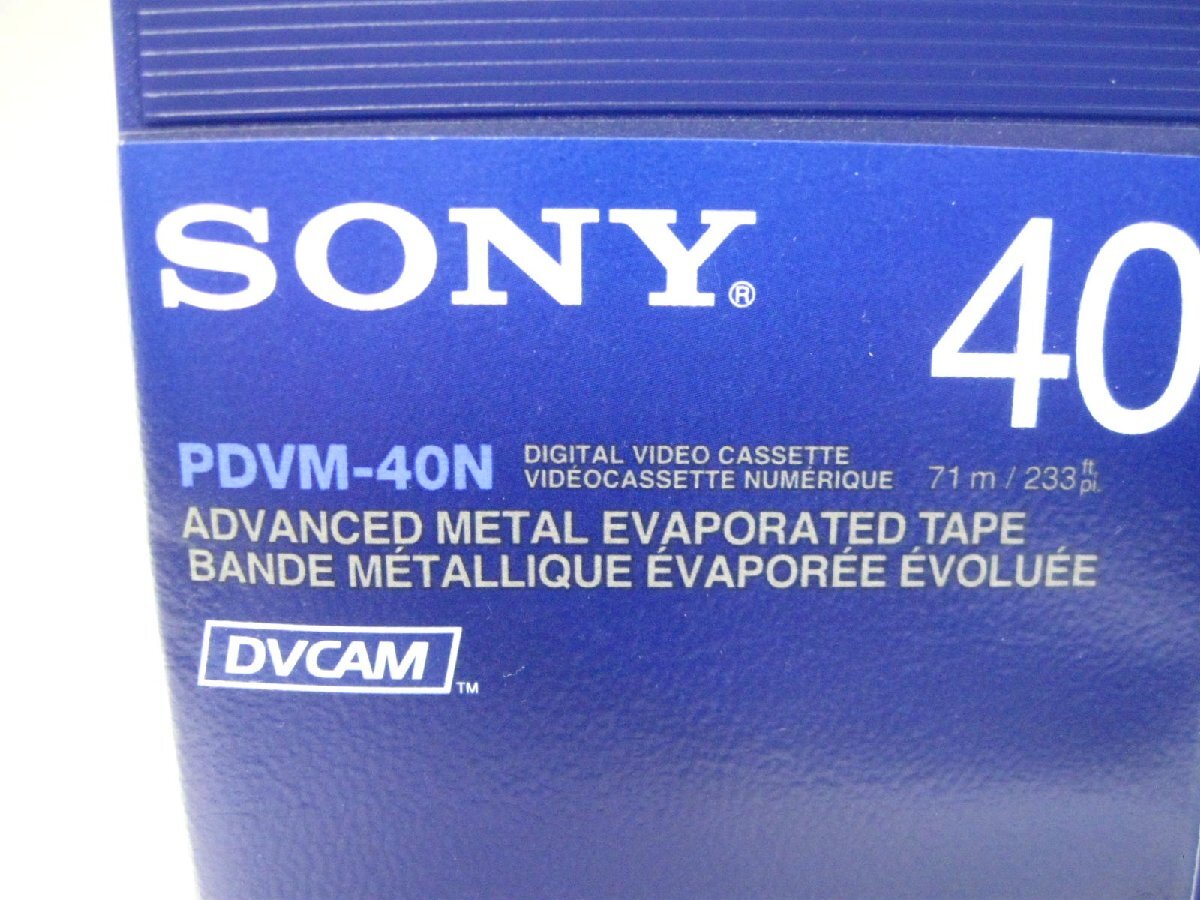 SONY® 40
PDVM-40N DIGITAL VIDEO CASSETTE
VIDÉOCASSETTE NUMÉRIQUE 71 m / 233 ft. pi.
ADVANCED METAL EVAPORATED TAPE
BANDE MÉTALLIQUE ÉVAPORÉE ÉVOLUÉE
DVCAM™